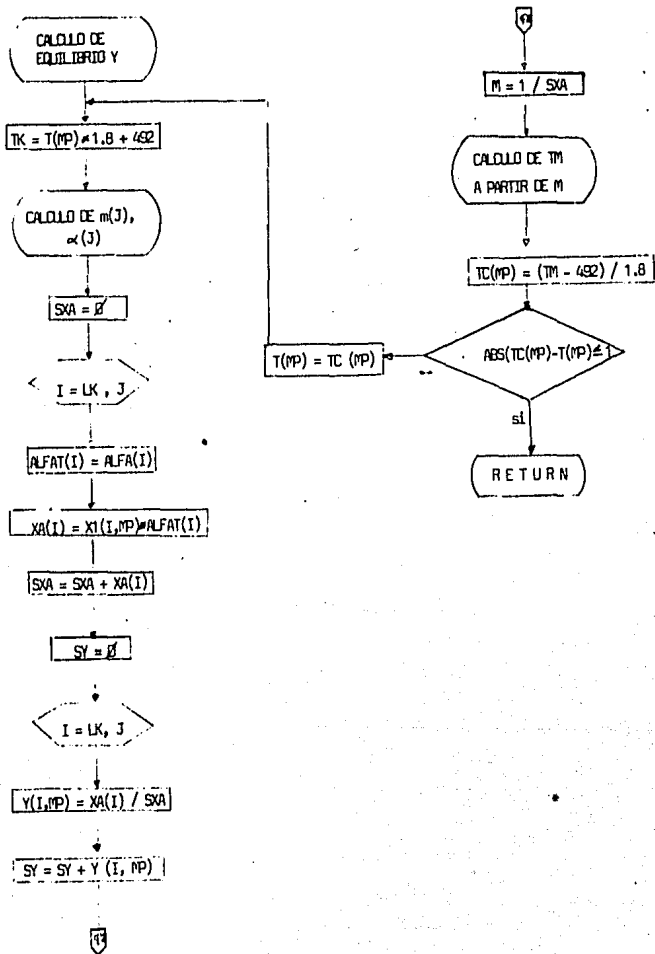 CALCULO DE
EQUILIBRIO Y
TK = T(MP)*1.8 + 492
CALCULO DE m(J),
α(J)
SXA = Ø
I = LK, J
ALFAT(I) = ALFA(I)
XA(I) = X1(I,MP)*ALFAT(I)
SXA = SXA + XA(I)
SY = Ø
I = LK, J
Y(I,MP) = XA(I) / SXA
SY = SY + Y (I, MP)
M = 1 / SXA
CALCULO DE TM
A PARTIR DE M
TC(MP) = (TM - 492) / 1.8
ABS(TC(MP)-T(MP)≤1
T(MP) = TC (MP)
si
RETURN